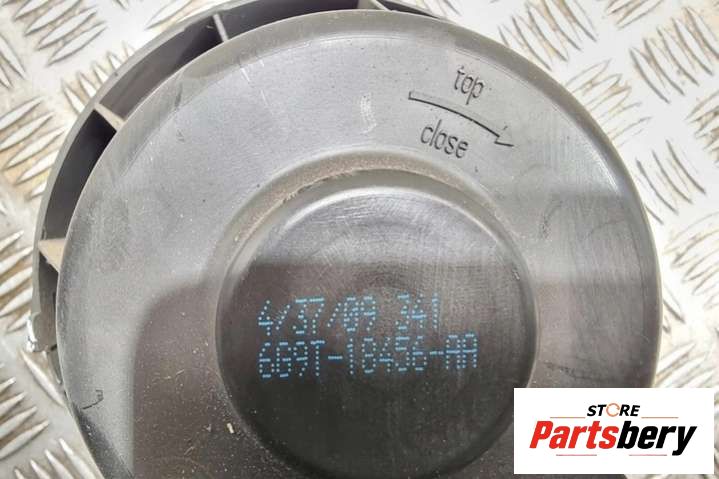 top
close
4/37/09 341
6G9T-18456-AA
STORE
Partsbery